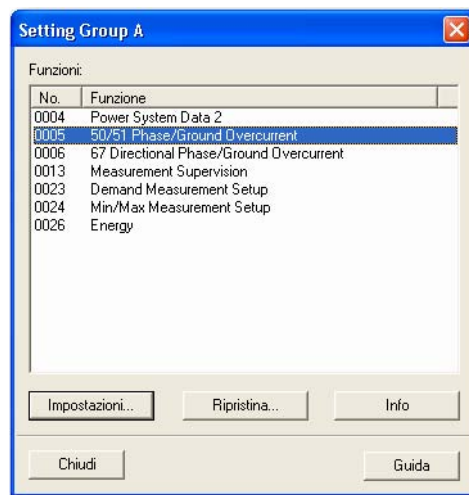 Setting Group A
Funzioni:
No. Funzione
0004 Power System Data 2
0005 50/51 Phase/Ground Overcurrent
0006 67 Directional Phase/Ground Overcurrent
0013 Measurement Supervision
0023 Demand Measurement Setup
0024 Min/Max Measurement Setup
0026 Energy
Impostazioni... Ripristina... Info
Chiudi Guida